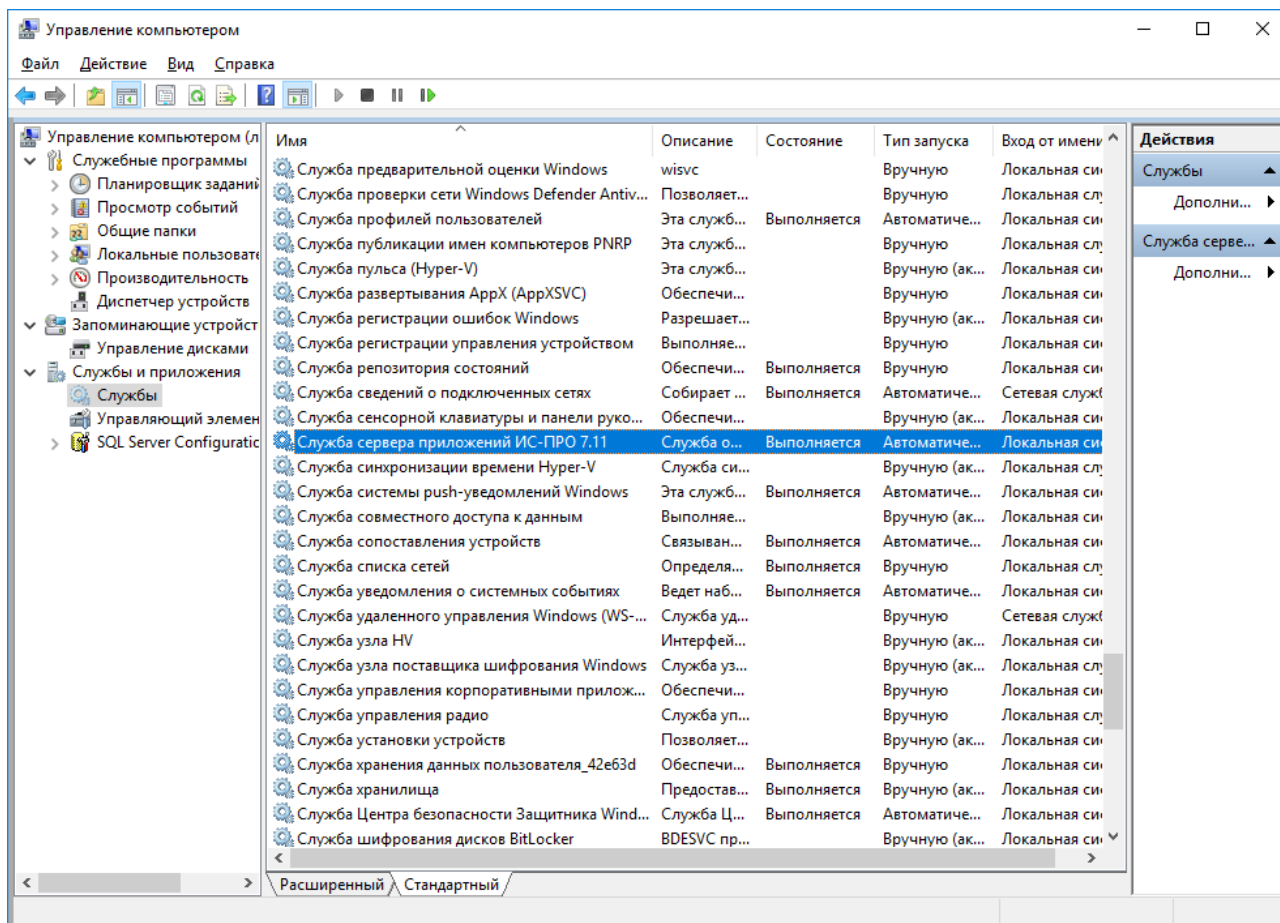 Управление компьютером
Файл Действие Вид Справка
Управление компьютером (л
Служебные программы
Планировщик заданий
Просмотр событий
Общие папки
Локальные пользовате
Производительность
Диспетчер устройств
Запоминающие устройст
Управление дисками
Службы и приложения
Службы
Управляющий элемен
SQL Server Configuratic
Имя Описание Состояние Тип запуска Вход от имени
Служба предварительной оценки Windows wisvc Вручную Локальная сис
Служба проверки сети Windows Defender Antiv... Позволяет... Вручную Локальная слу
Служба профилей пользователей Эта служб... Выполняется Автоматиче... Локальная сис
Служба публикации имен компьютеров PNRP Эта служб... Вручную Локальная слу
Служба пульса (Hyper-V) Эта служб... Вручную (ак... Локальная сис
Служба развертывания AppX (AppXSVC) Обеспечи... Вручную Локальная сис
Служба регистрации ошибок Windows Разрешает... Вручную (ак... Локальная сис
Служба регистрации управления устройством Выполняе... Вручную Локальная сис
Служба репозитория состояний Обеспечи... Выполняется Вручную Локальная сис
Служба сведений о подключенных сетях Собирает ... Выполняется Автоматиче... Сетевая служб
Служба сенсорной клавиатуры и панели руко... Обеспечи... Вручную (ак... Локальная сис
Служба сервера приложений ИС-ПРО 7.11 Служба о... Выполняется Автоматиче... Локальная сис
Служба синхронизации времени Hyper-V Служба си... Вручную (ак... Локальная слу
Служба системы push-уведомлений Windows Эта служб... Выполняется Автоматиче... Локальная сис
Служба совместного доступа к данным Выполняе... Вручную (ак... Локальная сис
Служба сопоставления устройств Связыван... Выполняется Автоматиче... Локальная сис
Служба списка сетей Определя... Выполняется Вручную Локальная слу
Служба уведомления о системных событиях Ведет наб... Выполняется Автоматиче... Локальная сис
Служба удаленного управления Windows (WS-... Служба уд... Вручную Сетевая служб
Служба узла HV Интерфей... Вручную (ак... Локальная сис
Служба узла поставщика шифрования Windows Служба уз... Вручную (ак... Локальная слу
Служба управления корпоративными прилож... Обеспечи... Вручную Локальная сис
Служба управления радио Служба уп... Вручную Локальная слу
Служба установки устройств Позволяет... Вручную (ак... Локальная сис
Служба хранения данных пользователя_42e63d Обеспечи... Выполняется Вручную Локальная сис
Служба хранилища Предостав... Выполняется Вручную (ак... Локальная сис
Служба Центра безопасности Защитника Wind... Служба Ц... Выполняется Автоматиче... Локальная сис
Служба шифрования дисков BitLocker BDESVC пр... Вручную (ак... Локальная сис
Расширенный Стандартный
Действия
Службы
Дополни...
Служба серве...
Дополни...